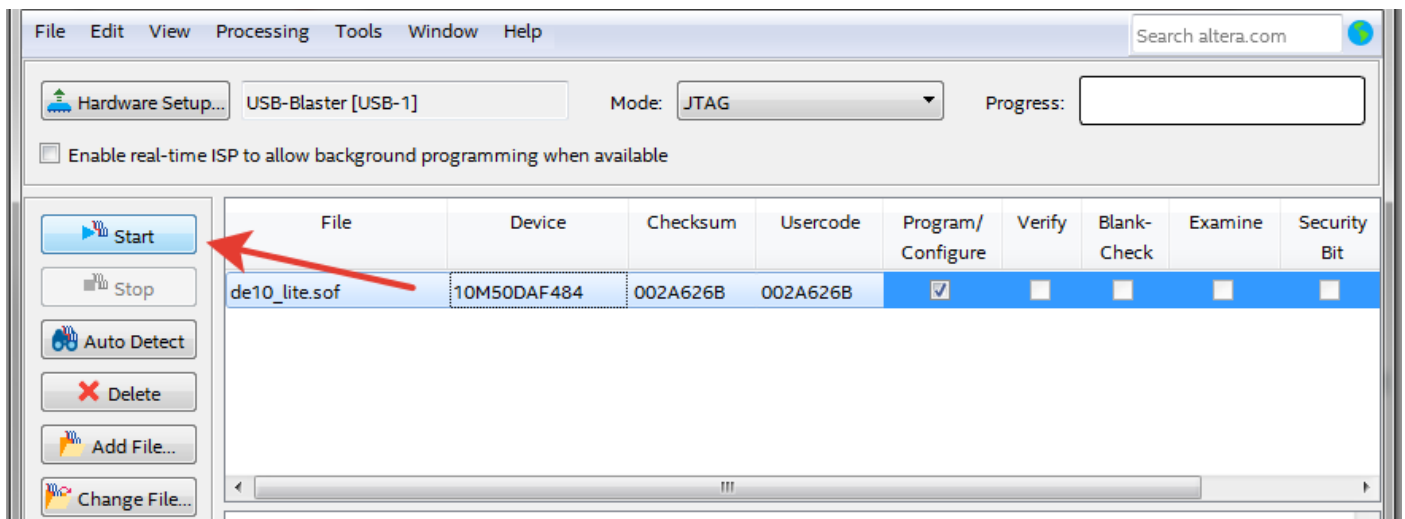 File Edit View Processing Tools Window Help Search altera.com
Hardware Setup... USB-Blaster [USB-1] Mode: JTAG Progress:
Enable real-time ISP to allow background programming when available
Start File Device Checksum Usercode Program/ Verify Blank- Examine Security
Configure Check Bit
Stop de10_lite.sof 10M50DAF484 002A626B 002A626B
Auto Detect
Delete
Add File...
Change File...